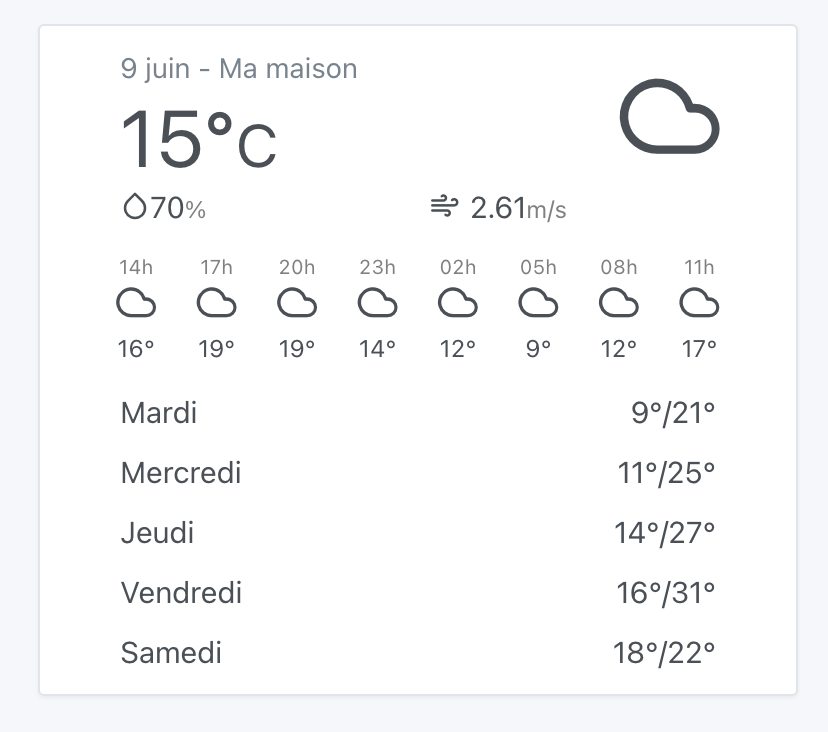 9 juin - Ma maison
15°C
70% 2.61m/s
14h 17h 20h 23h 02h 05h 08h 11h
16° 19° 19° 14° 12° 9° 12° 17°
Mardi 9°/21°
Mercredi 11°/25°
Jeudi 14°/27°
Vendredi 16°/31°
Samedi 18°/22°